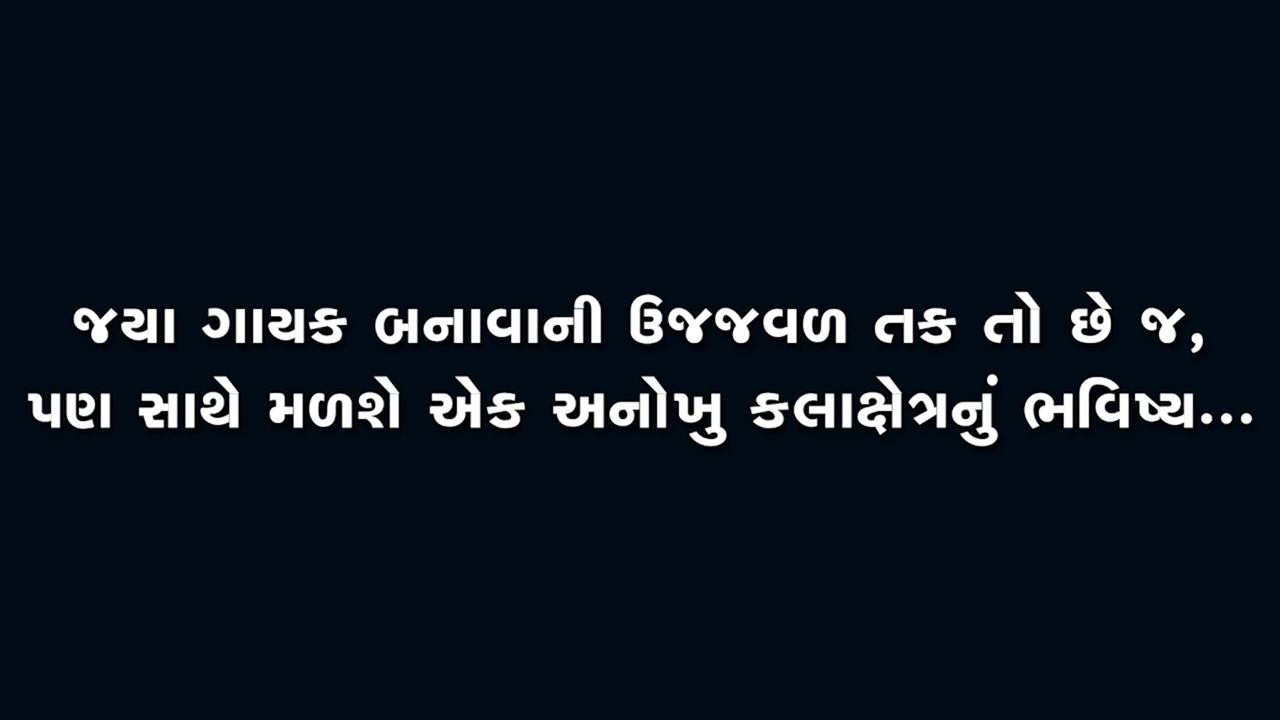 જયા ગાયક બનાવાની ઉજજવળ તક તો છે જ,
પણ સાથે મળશે એક અનોખુ કલાક્ષેત્રનું ભવિષ્ય...